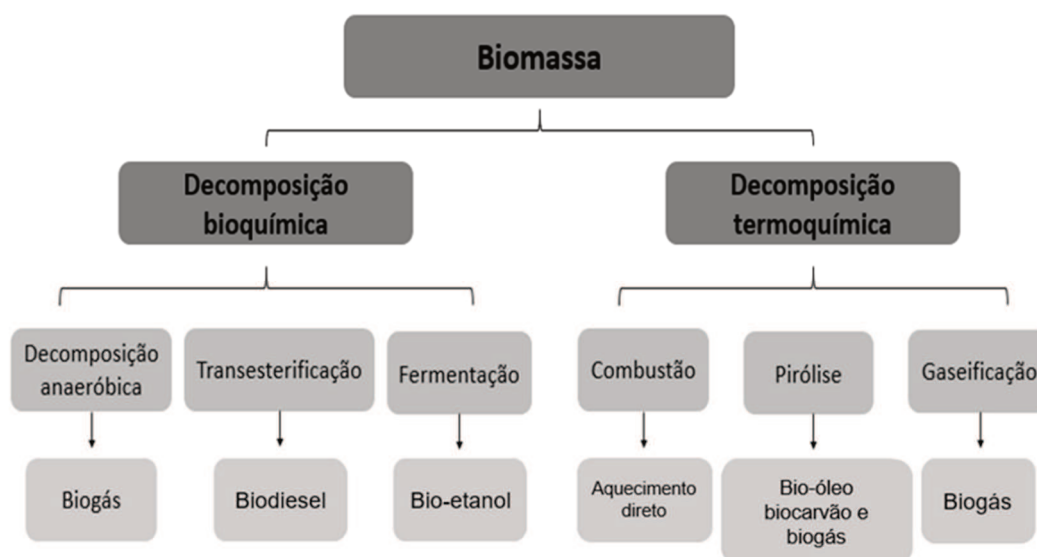 Biomassa
Decomposição
bioquímica
Decomposição
termoquímica
Decomposição
anaeróbica
Transesterificação
Fermentação
Combustão
Pirólise
Gaseificação
Biogás
Biodiesel
Bio-etanol
Aquecimento
direto
Bio-óleo
biocarvão e
biogás
Biogás